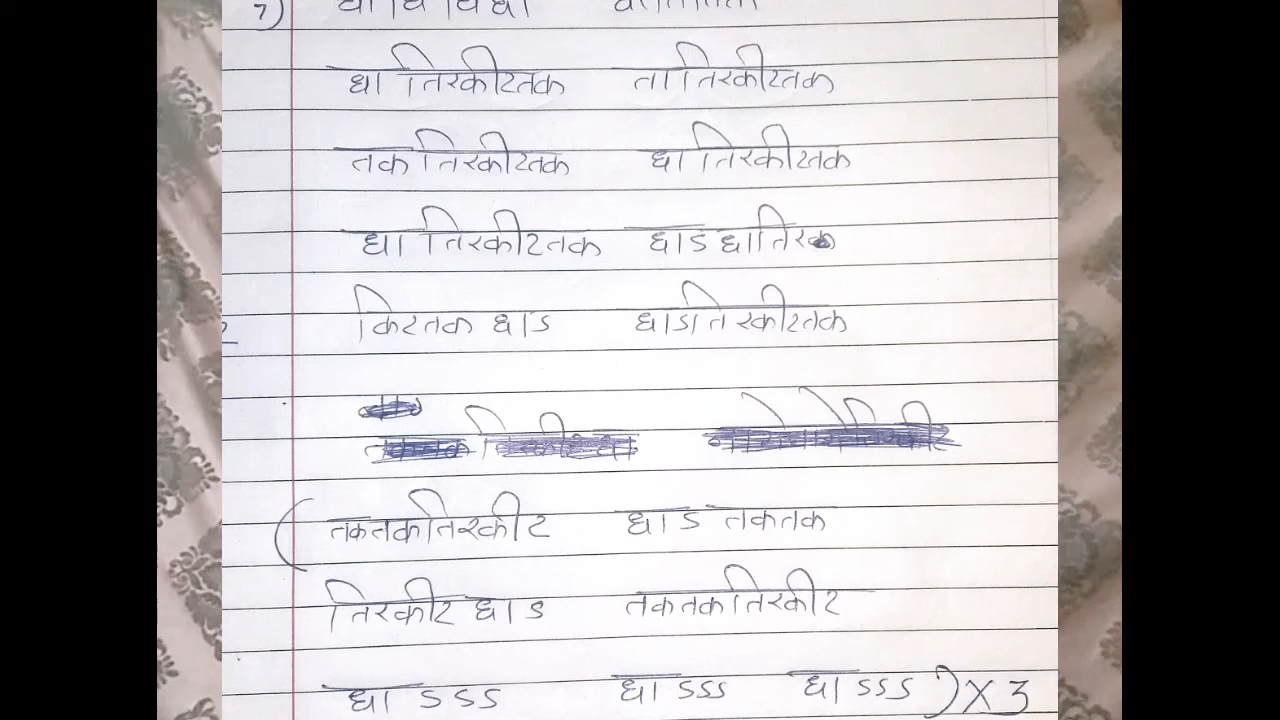 7)
धा तिरकीटतक तातिरकीटतक
तक तिरकीटतक धातिरकीटतक
धा तिरकीटतक धाऽ धातिरक
किटतक धाऽ धाऽतिरकीटतक
(तकतकतिरकीट धाऽ तकतक
तिरकीट धाऽ तकतकतिरकीट
धाऽऽऽ धाऽऽऽ धाऽऽऽ) X 3